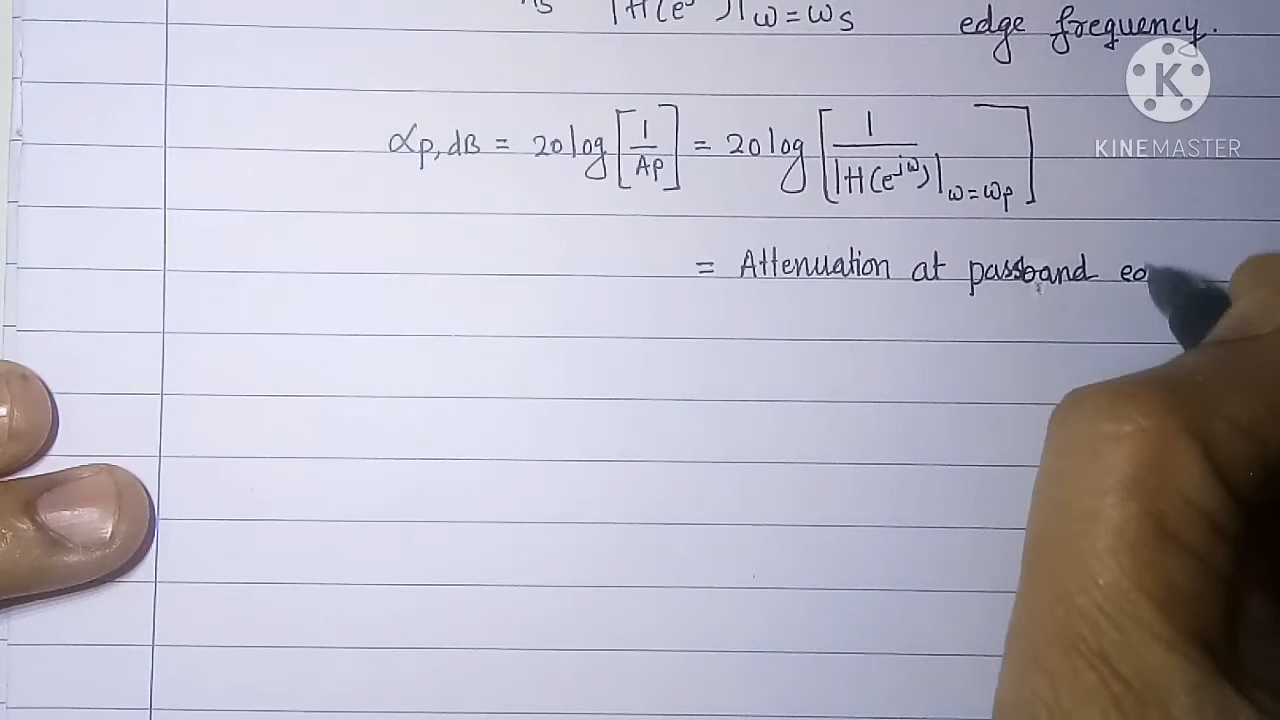 |H(e )| ω=ωs edge frequency.
K
KINEMASTER
αp,dB = 20 log [1/Ap] = 20 log [1/|H(e^jω)|ω=ωp]
= Attenuation at passband